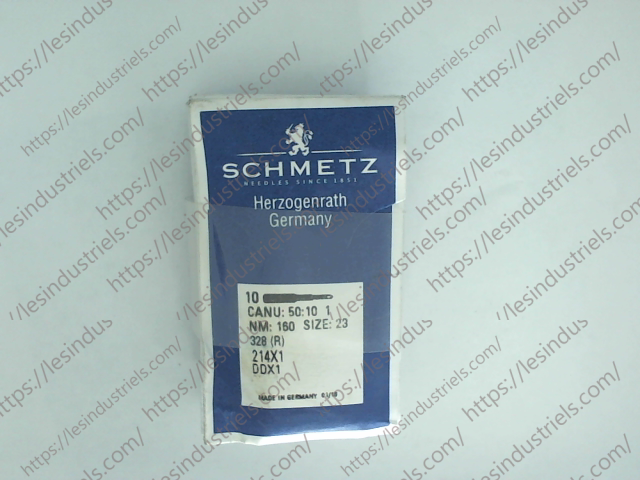 SCHMETZ
NEEDLES SINCE 1851
Herzogenrath
Germany
10
CANU: 50:10 1
NM: 160 SIZE: 23
328 (R)
214X1
DDX1
MADE IN GERMANY
https://lesindustriels.com/